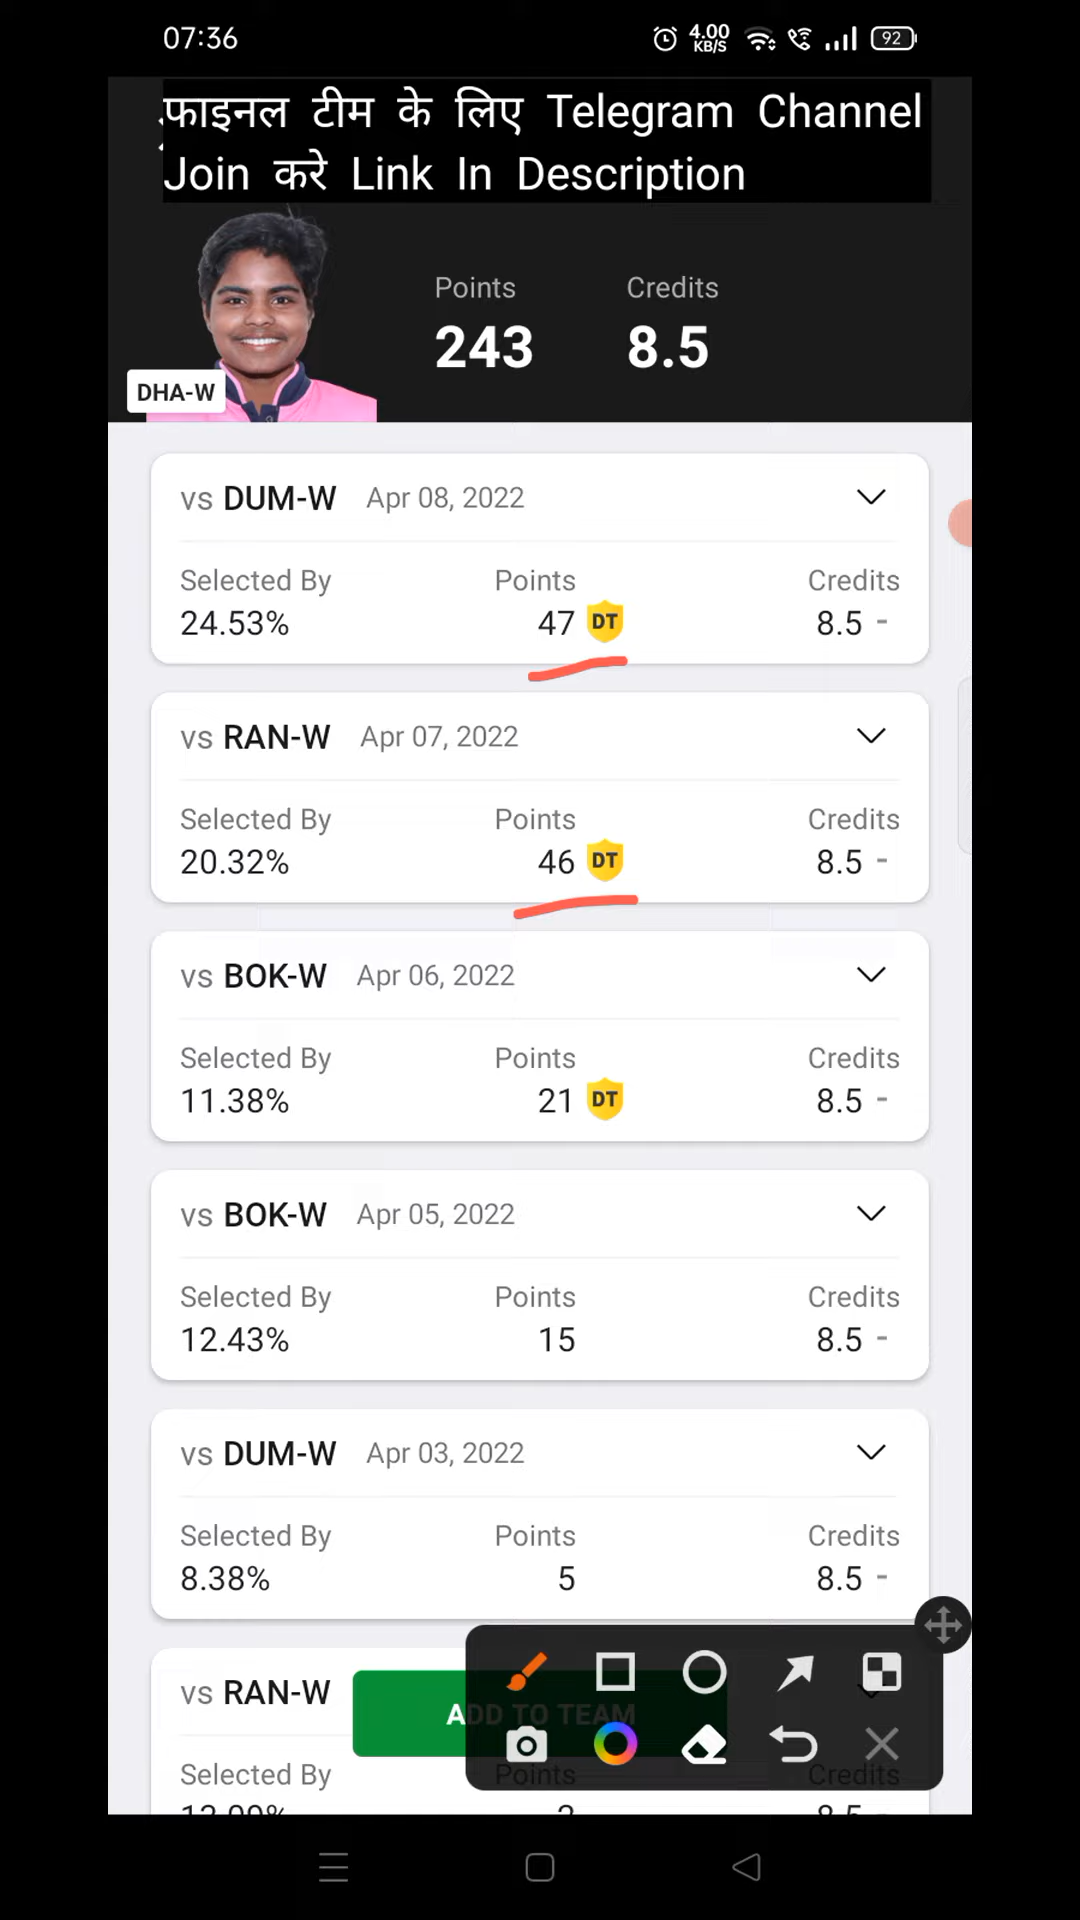 07:36
4.00
KB/S
92
फाइनल टीम के लिए Telegram Channel
Join करे Link In Description
Points
Credits
243
8.5
DHA-W
vs DUM-W Apr 08, 2022
Selected By Points Credits
24.53% 47 DT 8.5 -
vs RAN-W Apr 07, 2022
Selected By Points Credits
20.32% 46 DT 8.5 -
vs BOK-W Apr 06, 2022
Selected By Points Credits
11.38% 21 DT 8.5 -
vs BOK-W Apr 05, 2022
Selected By Points Credits
12.43% 15 8.5 -
vs DUM-W Apr 03, 2022
Selected By Points Credits
8.38% 5 8.5 -
vs RAN-W
ADD TO TEAM
Selected By Points Credits